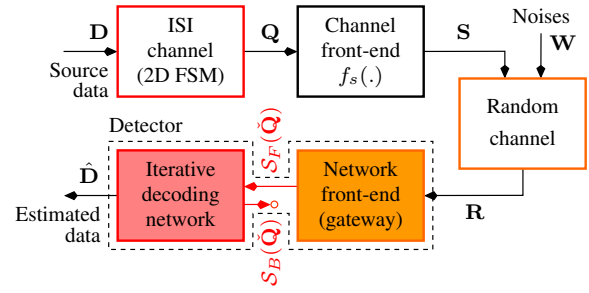 D
Source
data
ISI
channel
(2D FSM)
Q
Channel
front-end
f_s(.)
S
Noises
W
Random
channel
R
Detector
S_F(Q̌)
D̂
Estimated
data
Iterative
decoding
network
Network
front-end
(gateway)
S_B(Q̌)